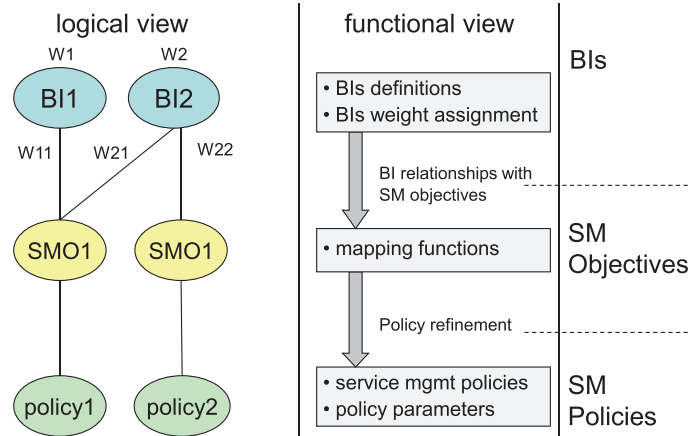 logical view
W1
W2
BI1
BI2
W11
W21
W22
SMO1
SMO1
policy1
policy2
functional view
• BIs definitions
• BIs weight assignment
BI relationships with
SM objectives
• mapping functions
Policy refinement
• service mgmt policies
• policy parameters
BIs
SM
Objectives
SM
Policies